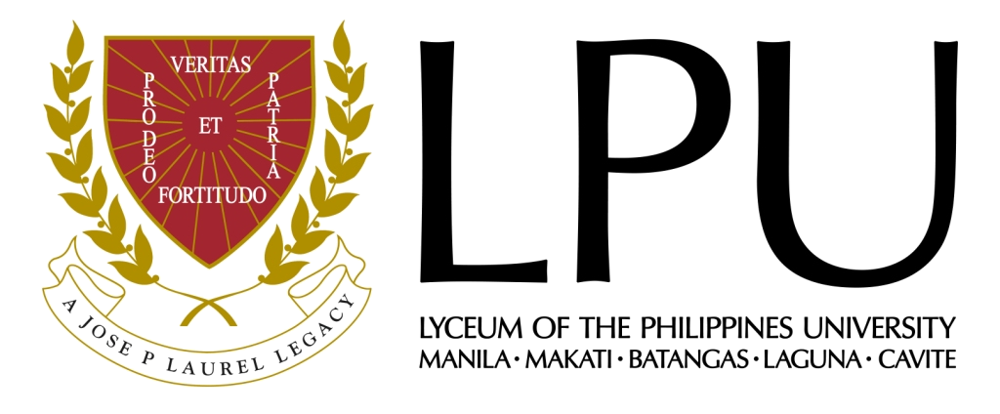 VERITAS
PRO DEO
ET
PATRIA
FORTITUDO
A JOSE P LAUREL LEGACY
LPU
LYCEUM OF THE PHILIPPINES UNIVERSITY
MANILA · MAKATI · BATANGAS · LAGUNA · CAVITE